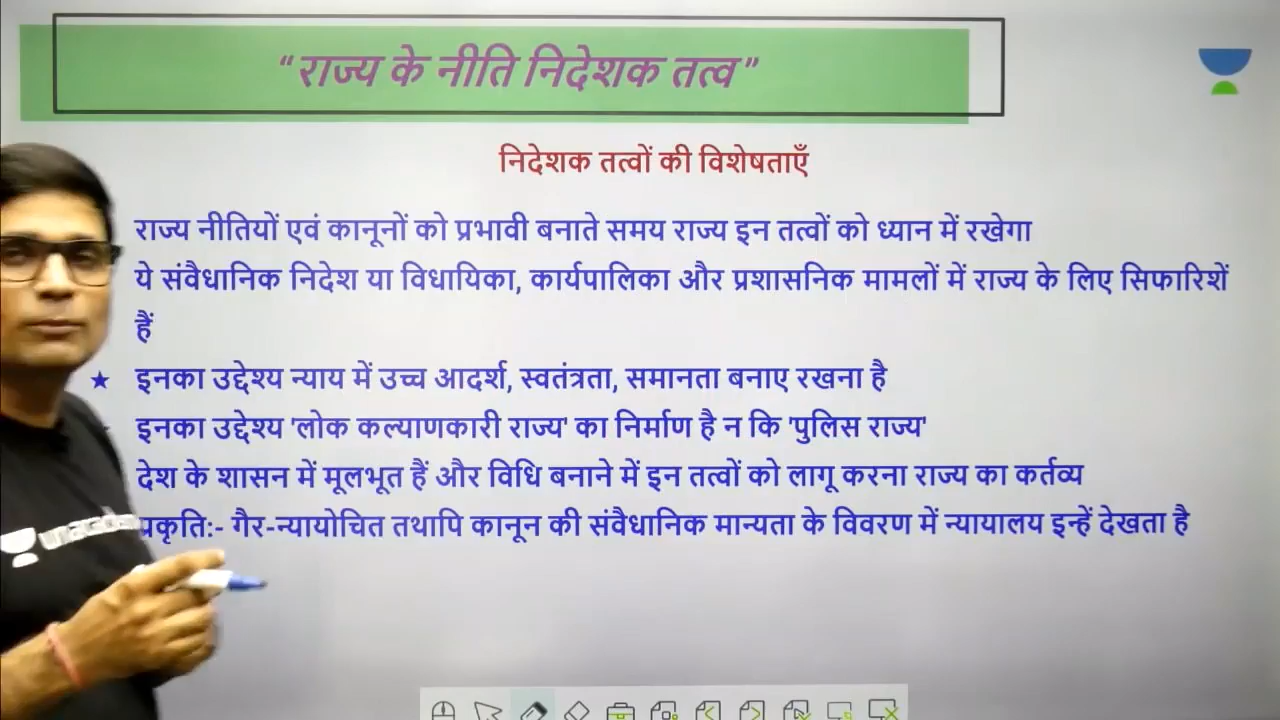 “राज्य के नीति निदेशक तत्व”
निदेशक तत्वों की विशेषताएँ
राज्य नीतियों एवं कानूनों को प्रभावी बनाते समय राज्य इन तत्वों को ध्यान में रखेगा
ये संवैधानिक निदेश या विधायिका, कार्यपालिका और प्रशासनिक मामलों में राज्य के लिए सिफारिशें
हैं
★ इनका उद्देश्य न्याय में उच्च आदर्श, स्वतंत्रता, समानता बनाए रखना है
इनका उद्देश्य 'लोक कल्याणकारी राज्य' का निर्माण है न कि 'पुलिस राज्य'
देश के शासन में मूलभूत हैं और विधि बनाने में इन तत्वों को लागू करना राज्य का कर्तव्य
प्रकृति:- गैर-न्यायोचित तथापि कानून की संवैधानिक मान्यता के विवरण में न्यायालय इन्हें देखता है